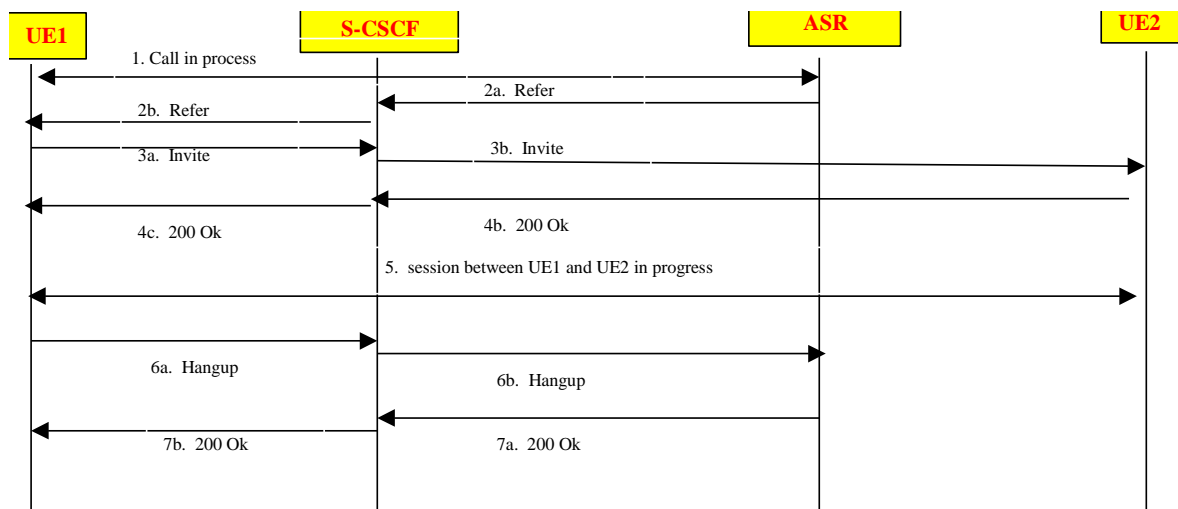 UE1
S-CSCF
ASR
UE2
1. Call in process
2a. Refer
2b. Refer
3a. Invite
3b. Invite
4c. 200 Ok
4b. 200 Ok
5. session between UE1 and UE2 in progress
6a. Hangup
6b. Hangup
7b. 200 Ok
7a. 200 Ok